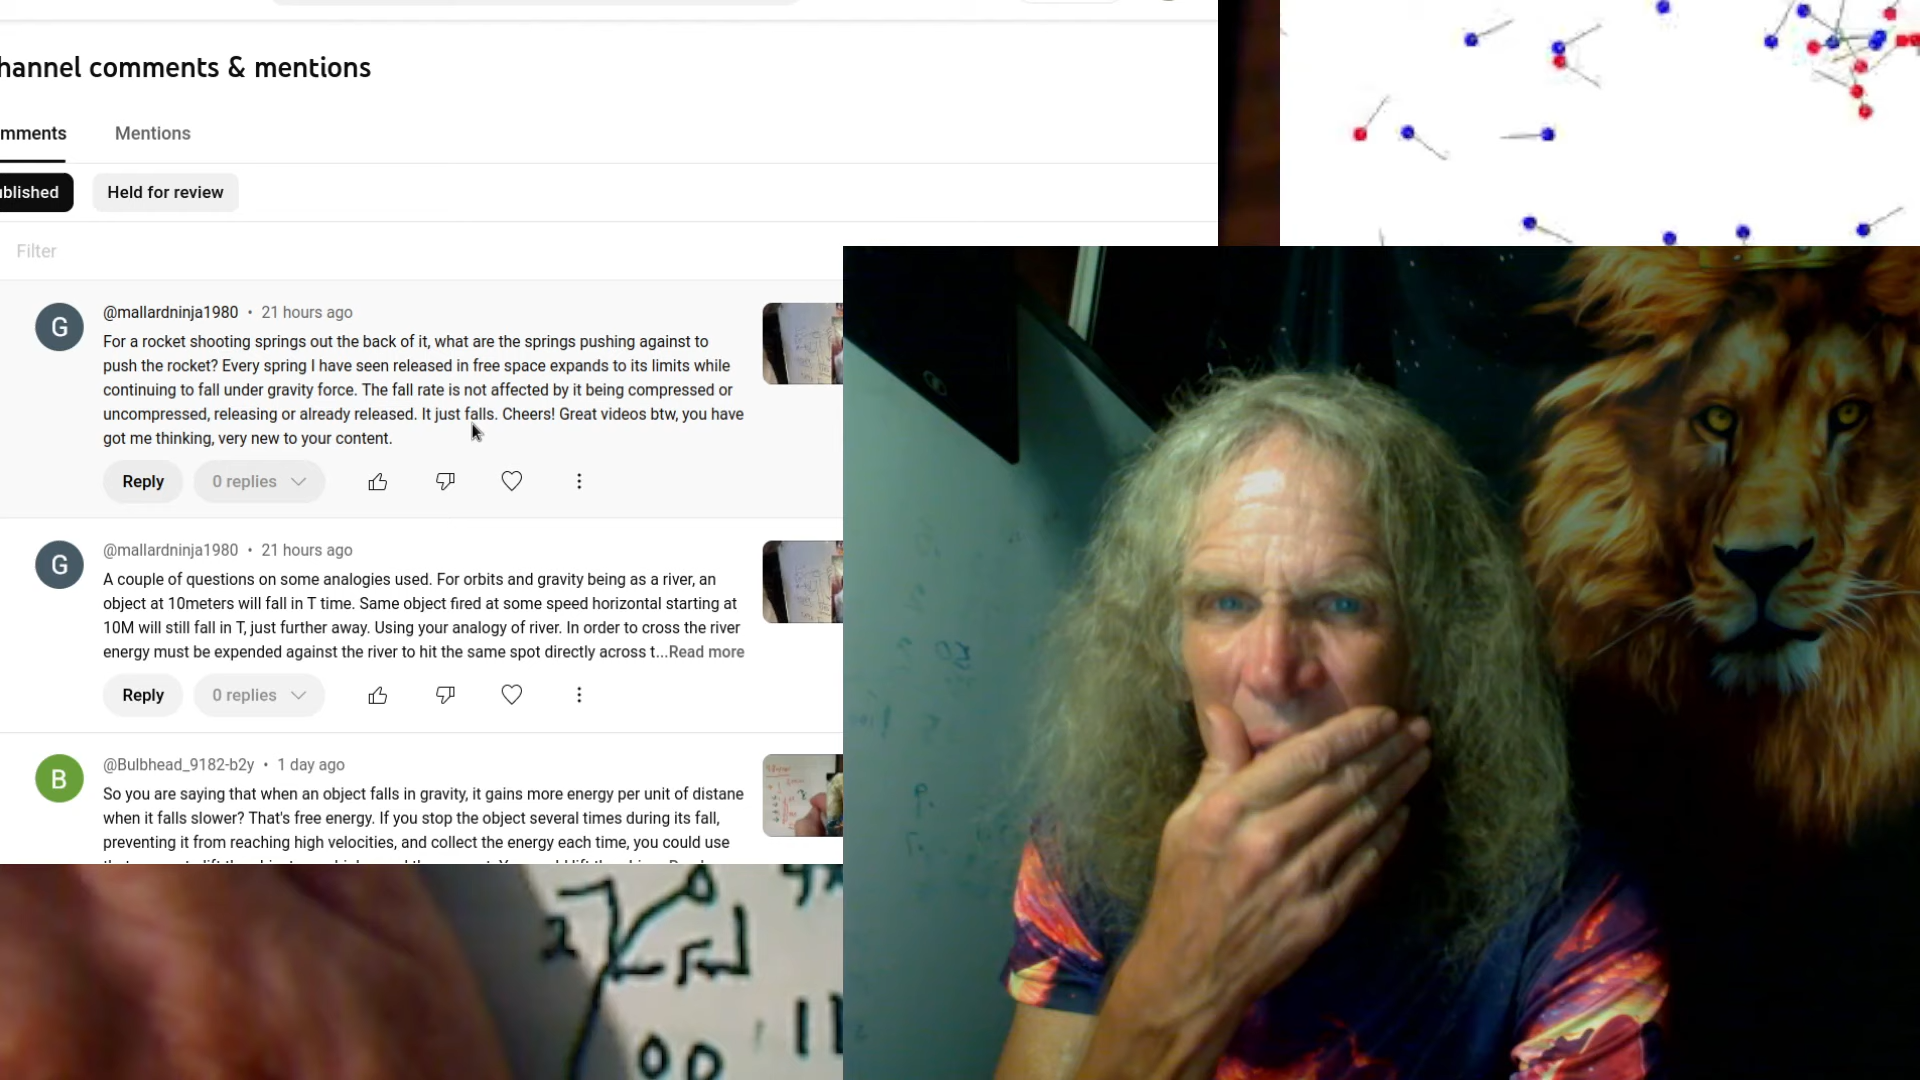 hannel comments & mentions
mments Mentions
ublished Held for review
Filter
G
@mallardninja1980 • 21 hours ago
For a rocket shooting springs out the back of it, what are the springs pushing against to
push the rocket? Every spring I have seen released in free space expands to its limits while
continuing to fall under gravity force. The fall rate is not affected by it being compressed or
uncompressed, releasing or already released. It just falls. Cheers! Great videos btw, you have
got me thinking, very new to your content.
Reply 0 replies
G
@mallardninja1980 • 21 hours ago
A couple of questions on some analogies used. For orbits and gravity being as a river, an
object at 10meters will fall in T time. Same object fired at some speed horizontal starting at
10M will still fall in T, just further away. Using your analogy of river. In order to cross the river
energy must be expended against the river to hit the same spot directly across t...Read more
Reply 0 replies
B
@Bulbhead_9182-b2y • 1 day ago
So you are saying that when an object falls in gravity, it gains more energy per unit of distane
when it falls slower? That's free energy. If you stop the object several times during its fall,
preventing it from reaching high velocities, and collect the energy each time, you could use